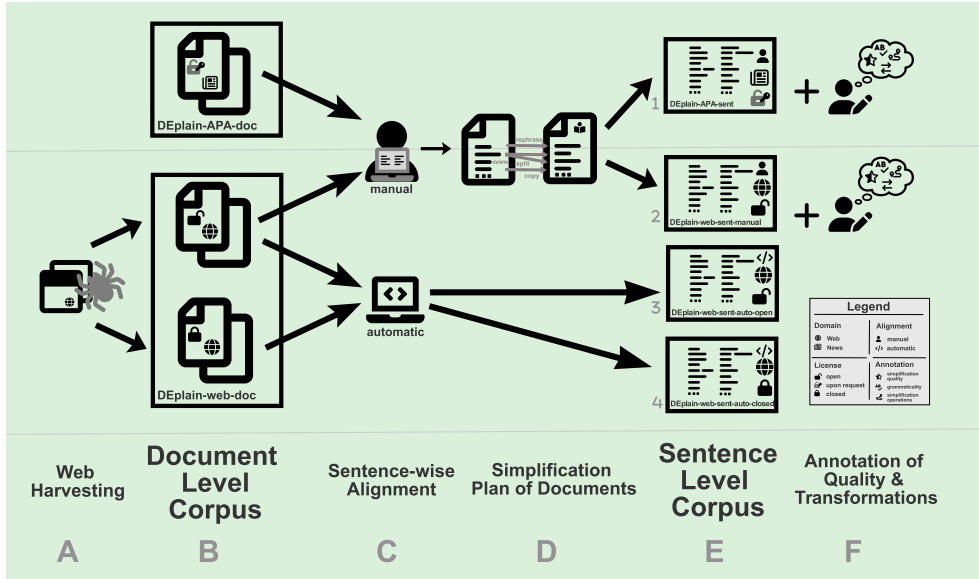 DEplain-APA-doc
manual
rephrase
delete
split
copy
1
DEplain-APA-sent
2
DEplain-web-sent-manual
DEplain-web-doc
automatic
3
DEplain-web-sent-auto-open
4
DEplain-web-sent-auto-closed
AB
AB
Legend
Domain
Web
News
Alignment
manual
automatic
License
open
upon request
closed
Annotation
simplification
quality
grammaticality
simplification
operations
Web
Harvesting
Document
Level
Corpus
Sentence-wise
Alignment
Simplification
Plan of Documents
Sentence
Level
Corpus
Annotation of
Quality &
Transformations
A
B
C
D
E
F